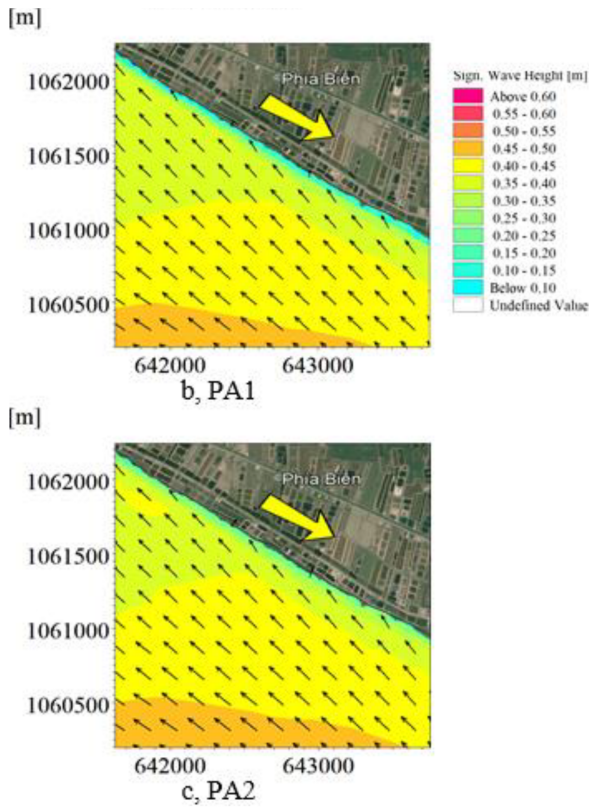 [m]
1062000
1061500
1061000
1060500
642000 643000
Phía Biển
Sign. Wave Height [m]
Above 0.60
0.55 - 0.60
0.50 - 0.55
0.45 - 0.50
0.40 - 0.45
0.35 - 0.40
0.30 - 0.35
0.25 - 0.30
0.20 - 0.25
0.15 - 0.20
0.10 - 0.15
Below 0.10
Undefined Value
b, PA1
[m]
1062000
1061500
1061000
1060500
642000 643000
Phía Biển
c, PA2